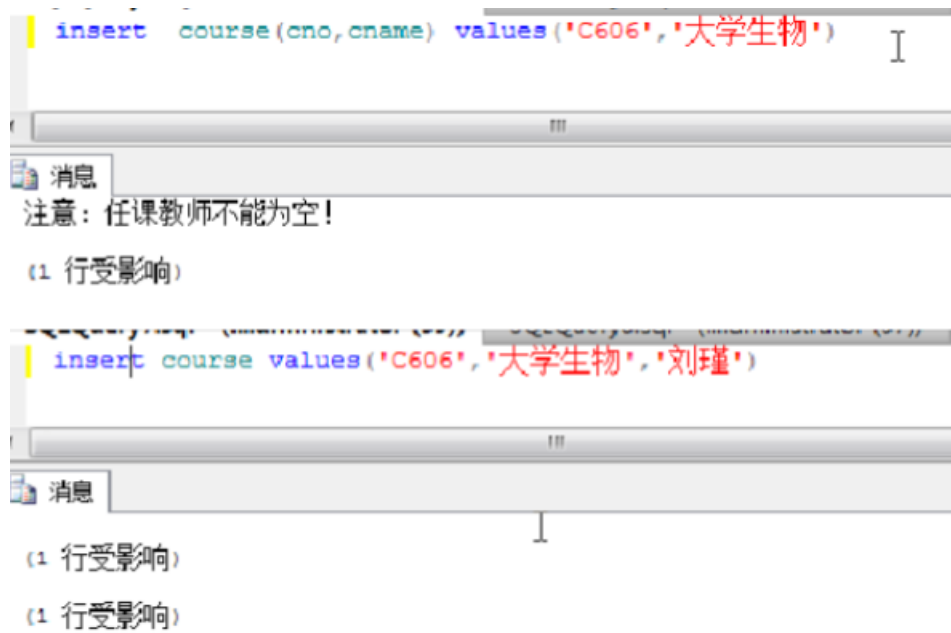 insert course(cno,cname) values('C606','大学生物')
消息
注意: 任课教师不能为空!
(1 行受影响)
insert course values('C606','大学生物','刘瑾')
消息
(1 行受影响)
(1 行受影响)